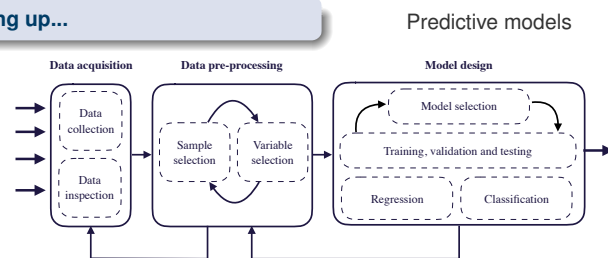 ng up...
Predictive models
Data acquisition
Data pre-processing
Model design
Data
collection
Data
inspection
Sample
selection
Variable
selection
Model selection
Training, validation and testing
Regression
Classification